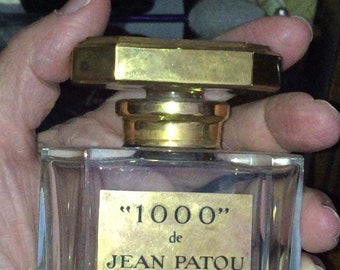 "1000"
de
JEAN PATOU